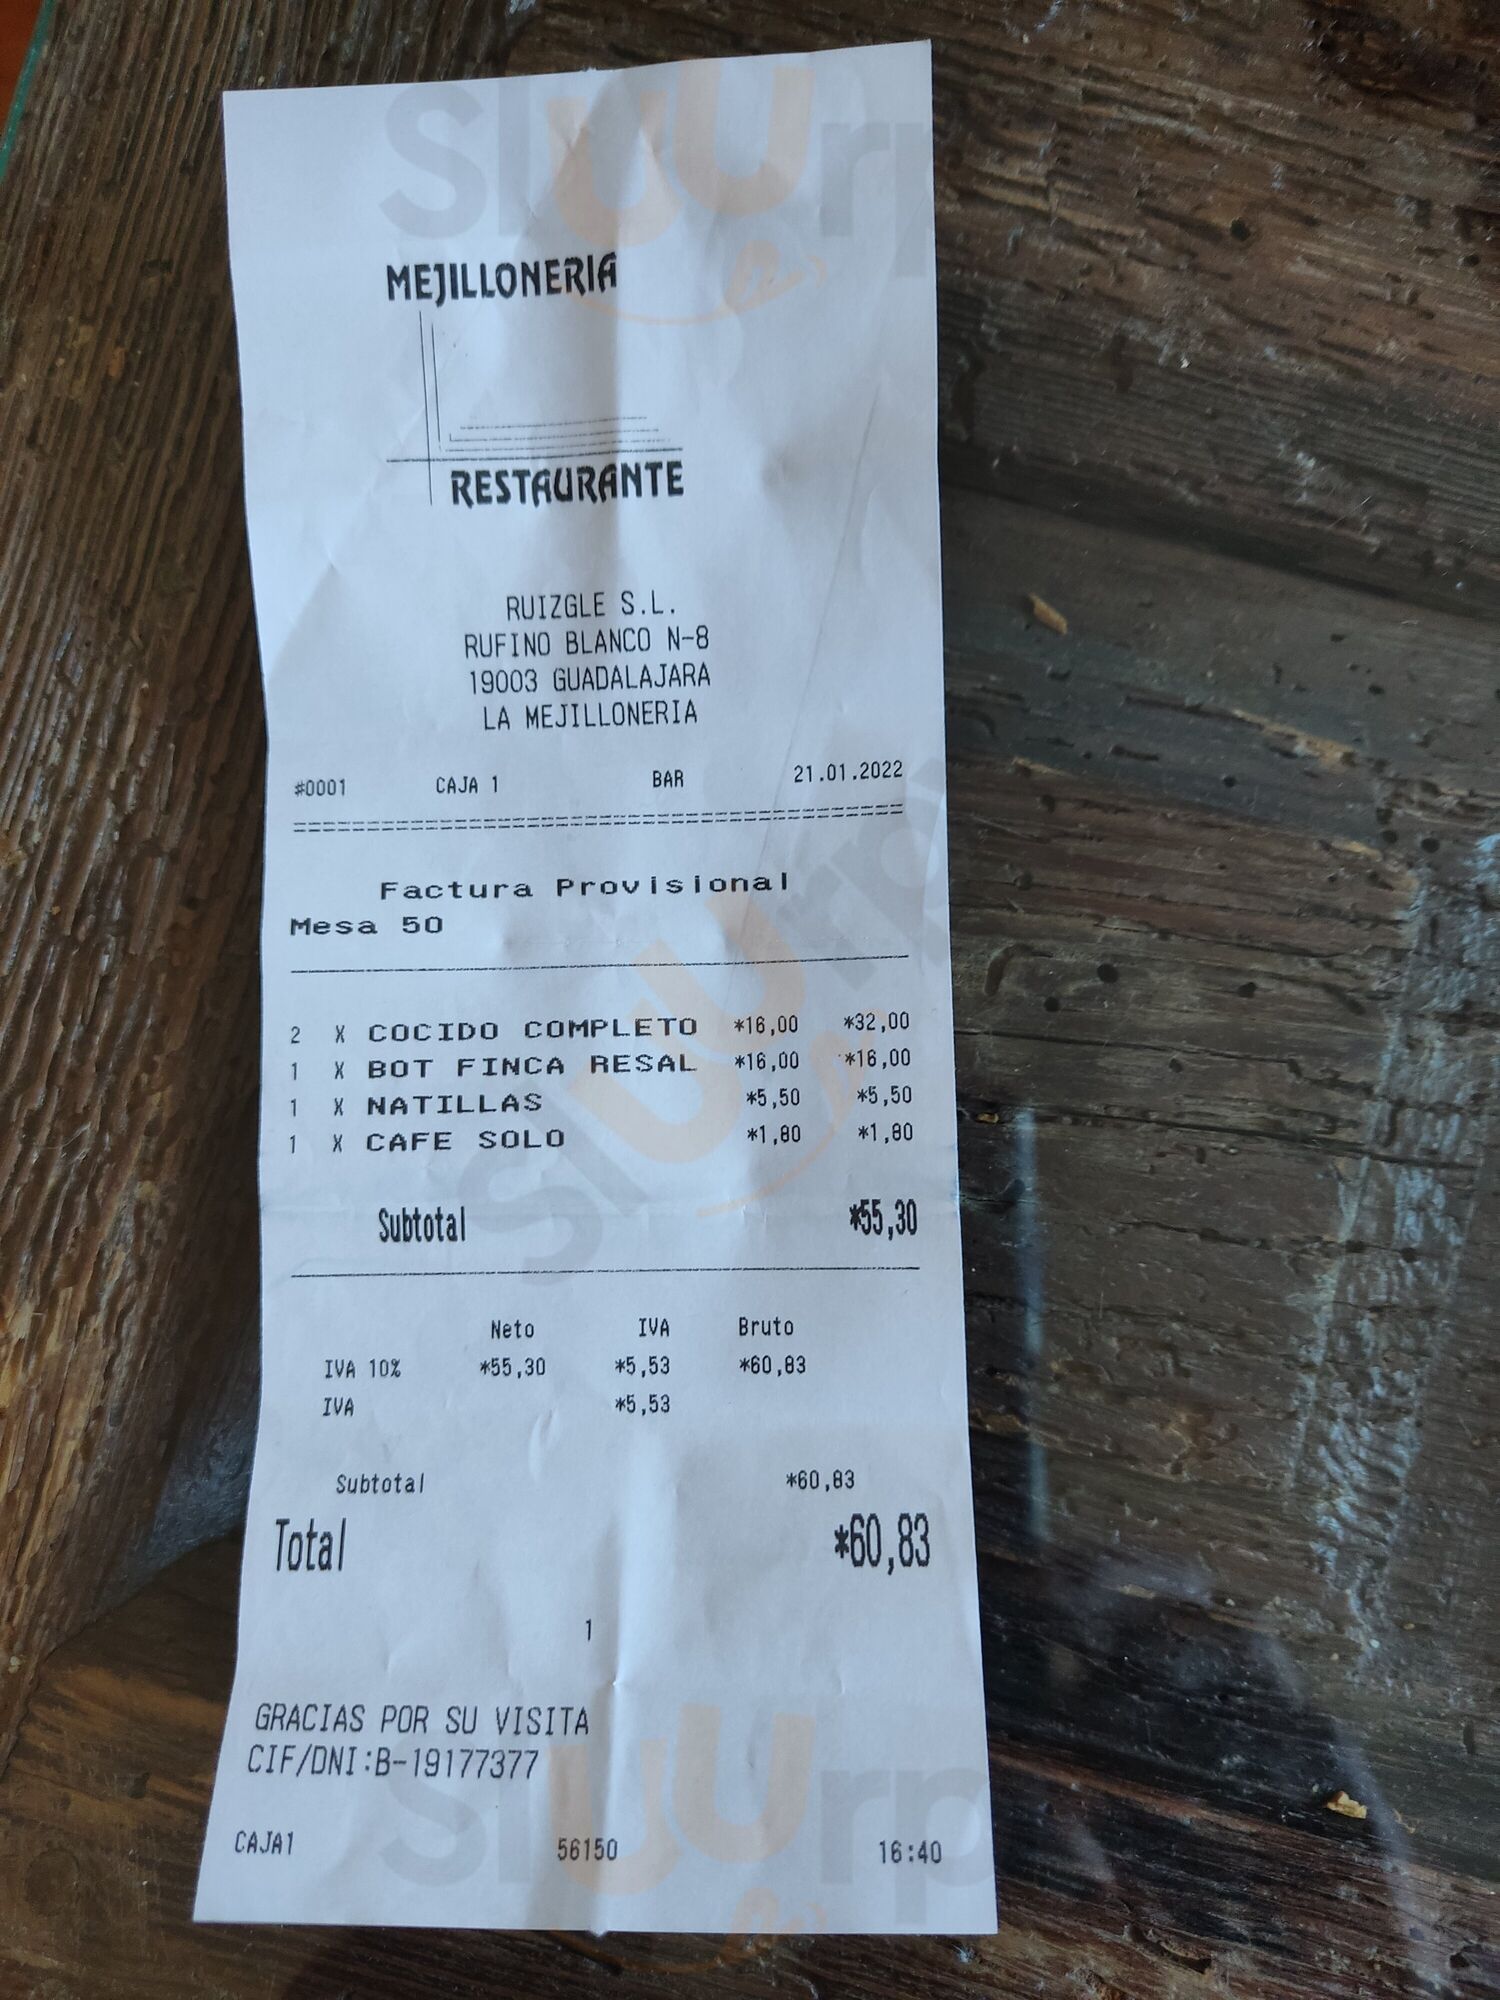 MEJILLONERIA
RESTAURANTE
RUIZGLE S.L.
RUFINO BLANCO N-8
19003 GUADALAJARA
LA MEJILLONERIA
#0001 CAJA 1 BAR 21.01.2022
Factura Provisional
Mesa 50
2 X COCIDO COMPLETO *16,00 *32,00
1 X BOT FINCA RESAL *16,00 *16,00
1 X NATILLAS *5,50 *5,50
1 X CAFE SOLO *1,80 *1,80
Subtotal *55,30
Neto IVA Bruto
IVA 10% *55,30 *5,53 *60,83
IVA *5,53
Subtotal *60,83
Total *60,83
1
GRACIAS POR SU VISITA
CIF/DNI:B-19177377
CAJA1 56150 16:40
Sluurp
Sluurp
Sluurp